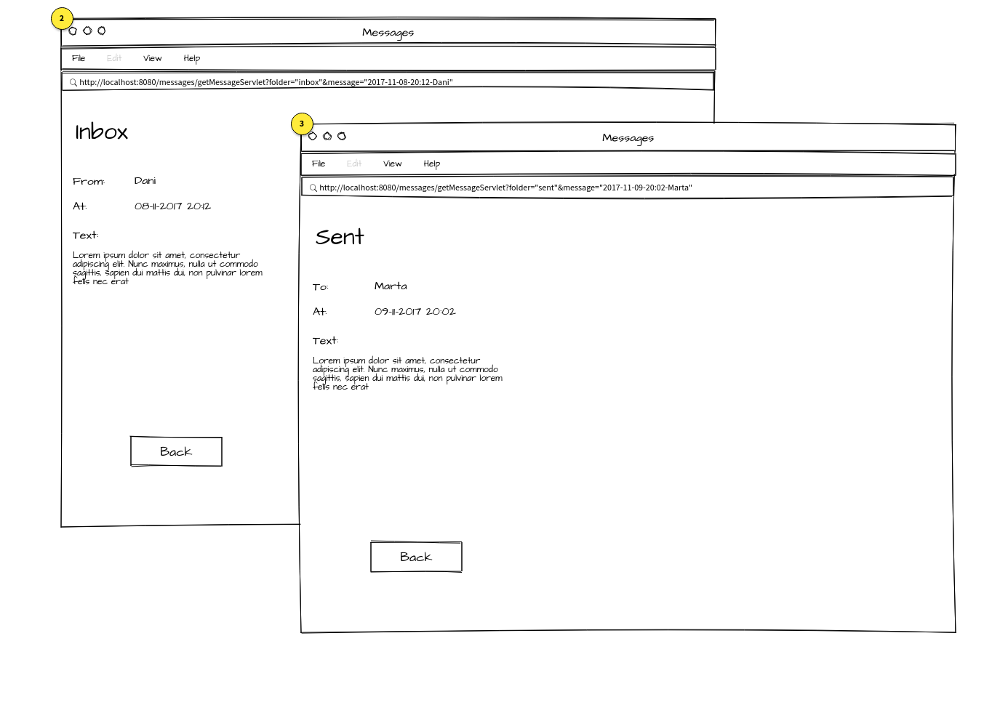 2
Messages
File Edit View Help
http://localhost:8080/messages/getMessageServlet?folder="inbox"&message="2017-11-08-20:12-Dani"
Inbox
From: Dani
At: 08-11-2017 20:12
Text:
Lorem ipsum dolor sit amet, consectetur
adipiscing elit. Nunc maximus, nulla ut commodo
sagittis, sapien dui mattis dui, non pulvinar lorem
felis nec erat
Back
3
Messages
File Edit View Help
http://localhost:8080/messages/getMessageServlet?folder="sent"&message="2017-11-09-20:02-Marta"
Sent
To: Marta
At: 09-11-2017 20:02
Text:
Lorem ipsum dolor sit amet, consectetur
adipiscing elit. Nunc maximus, nulla ut commodo
sagittis, sapien dui mattis dui, non pulvinar lorem
felis nec erat
Back